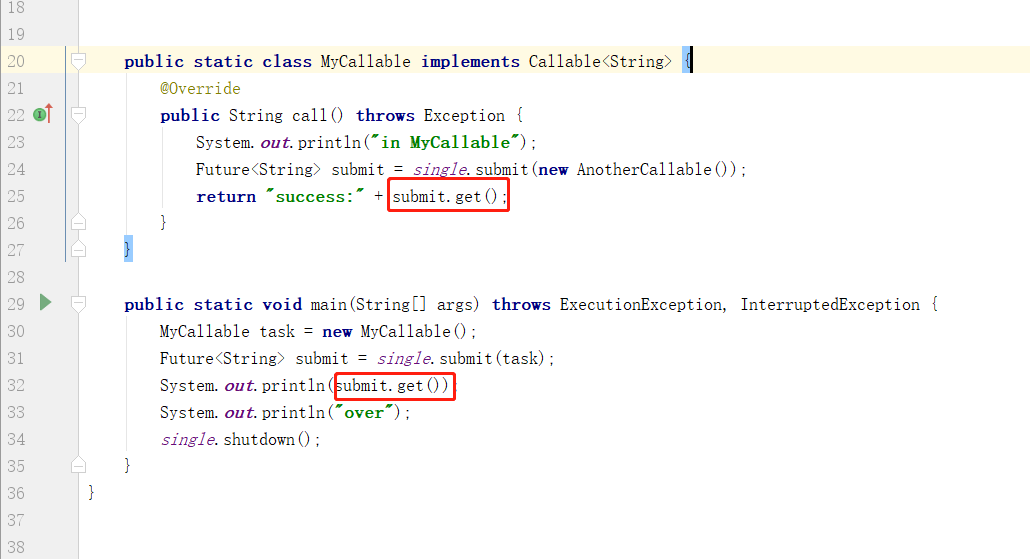 18
19
20 public static class MyCallable implements Callable<String> {
21 @Override
22 public String call() throws Exception {
23 System.out.println("in MyCallable");
24 Future<String> submit = single.submit(new AnotherCallable());
25 return "success:" + submit.get();
26 }
27 }
28
29 public static void main(String[] args) throws ExecutionException, InterruptedException {
30 MyCallable task = new MyCallable();
31 Future<String> submit = single.submit(task);
32 System.out.println(submit.get())
33 System.out.println("over");
34 single.shutdown();
35 }
36 }
37
38